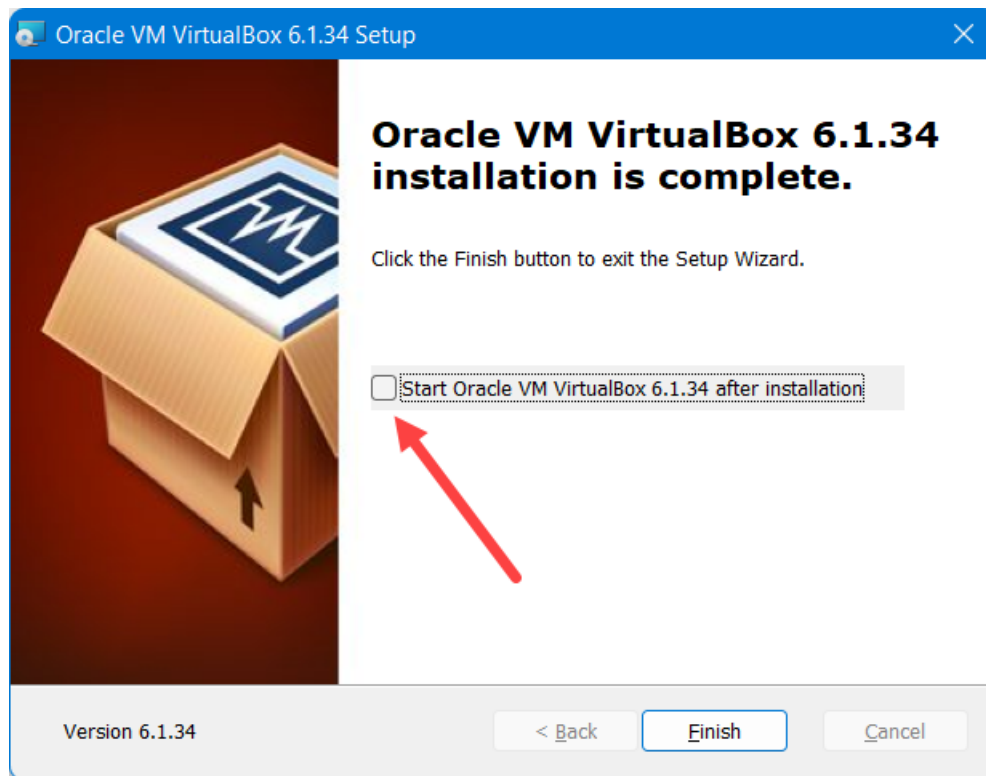 Oracle VM VirtualBox 6.1.34 Setup
Oracle VM VirtualBox 6.1.34
installation is complete.
Click the Finish button to exit the Setup Wizard.
Start Oracle VM VirtualBox 6.1.34 after installation
Version 6.1.34
< Back
Finish
Cancel